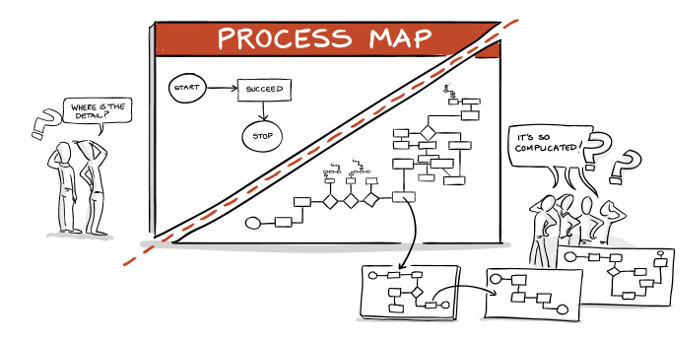 PROCESS MAP
START
SUCCEED
STOP
WHERE IS THE
DETAIL?
?
IT'S SO
COMPLICATED!
?
?